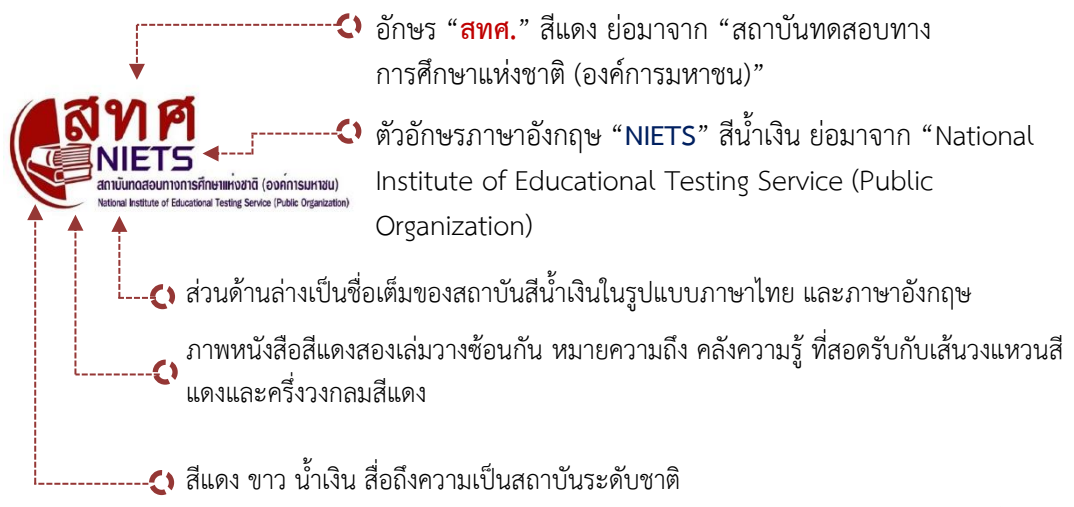 อักษร “สทศ.” สีแดง ย่อมาจาก “สถาบันทดสอบทาง
การศึกษาแห่งชาติ (องค์การมหาชน)”
สทศ
NIETS
สถาบันทดสอบทางการศึกษาแห่งชาติ (องค์การมหาชน)
National Institute of Educational Testing Service (Public Organization)
ตัวอักษรภาษาอังกฤษ “NIETS” สีน้ำเงิน ย่อมาจาก “National
Institute of Educational Testing Service (Public
Organization)
ส่วนด้านล่างเป็นชื่อเต็มของสถาบันสีน้ำเงินในรูปแบบภาษาไทย และภาษาอังกฤษ
ภาพหนังสือสีแดงสองเล่มวางซ้อนกัน หมายความถึง คลังความรู้ ที่สอดรับกับเส้นวงแหวนสี
แดงและครึ่งวงกลมสีแดง
สีแดง ขาว น้ำเงิน สื่อถึงความเป็นสถาบันระดับชาติ